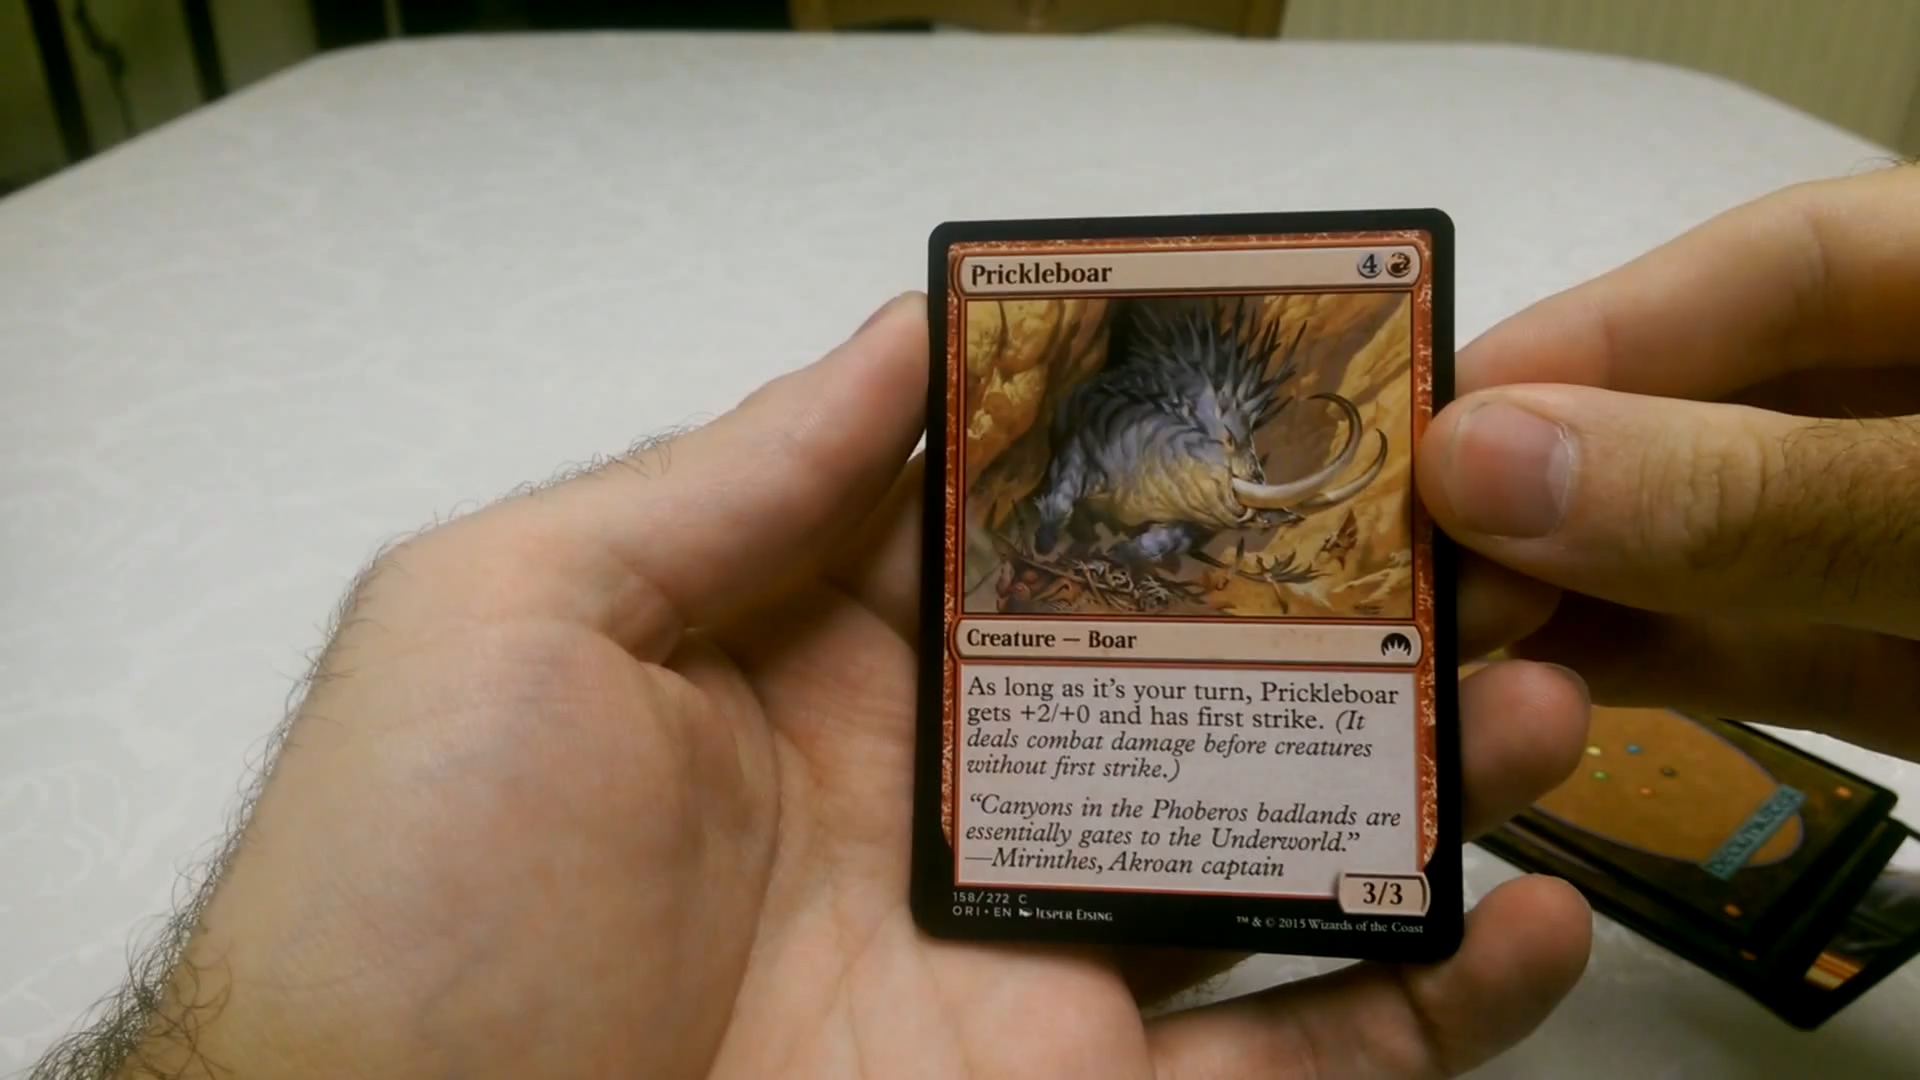 Prickleboar 4
Creature — Boar
As long as it's your turn, Prickleboar
gets +2/+0 and has first strike. (It
deals combat damage before creatures
without first strike.)
“Canyons in the Phoberos badlands are
essentially gates to the Underworld.”
—Mirinthes, Akroan captain
3/3
158/272 C
ORI • EN Jesper Ejsing
™ & © 2015 Wizards of the Coast